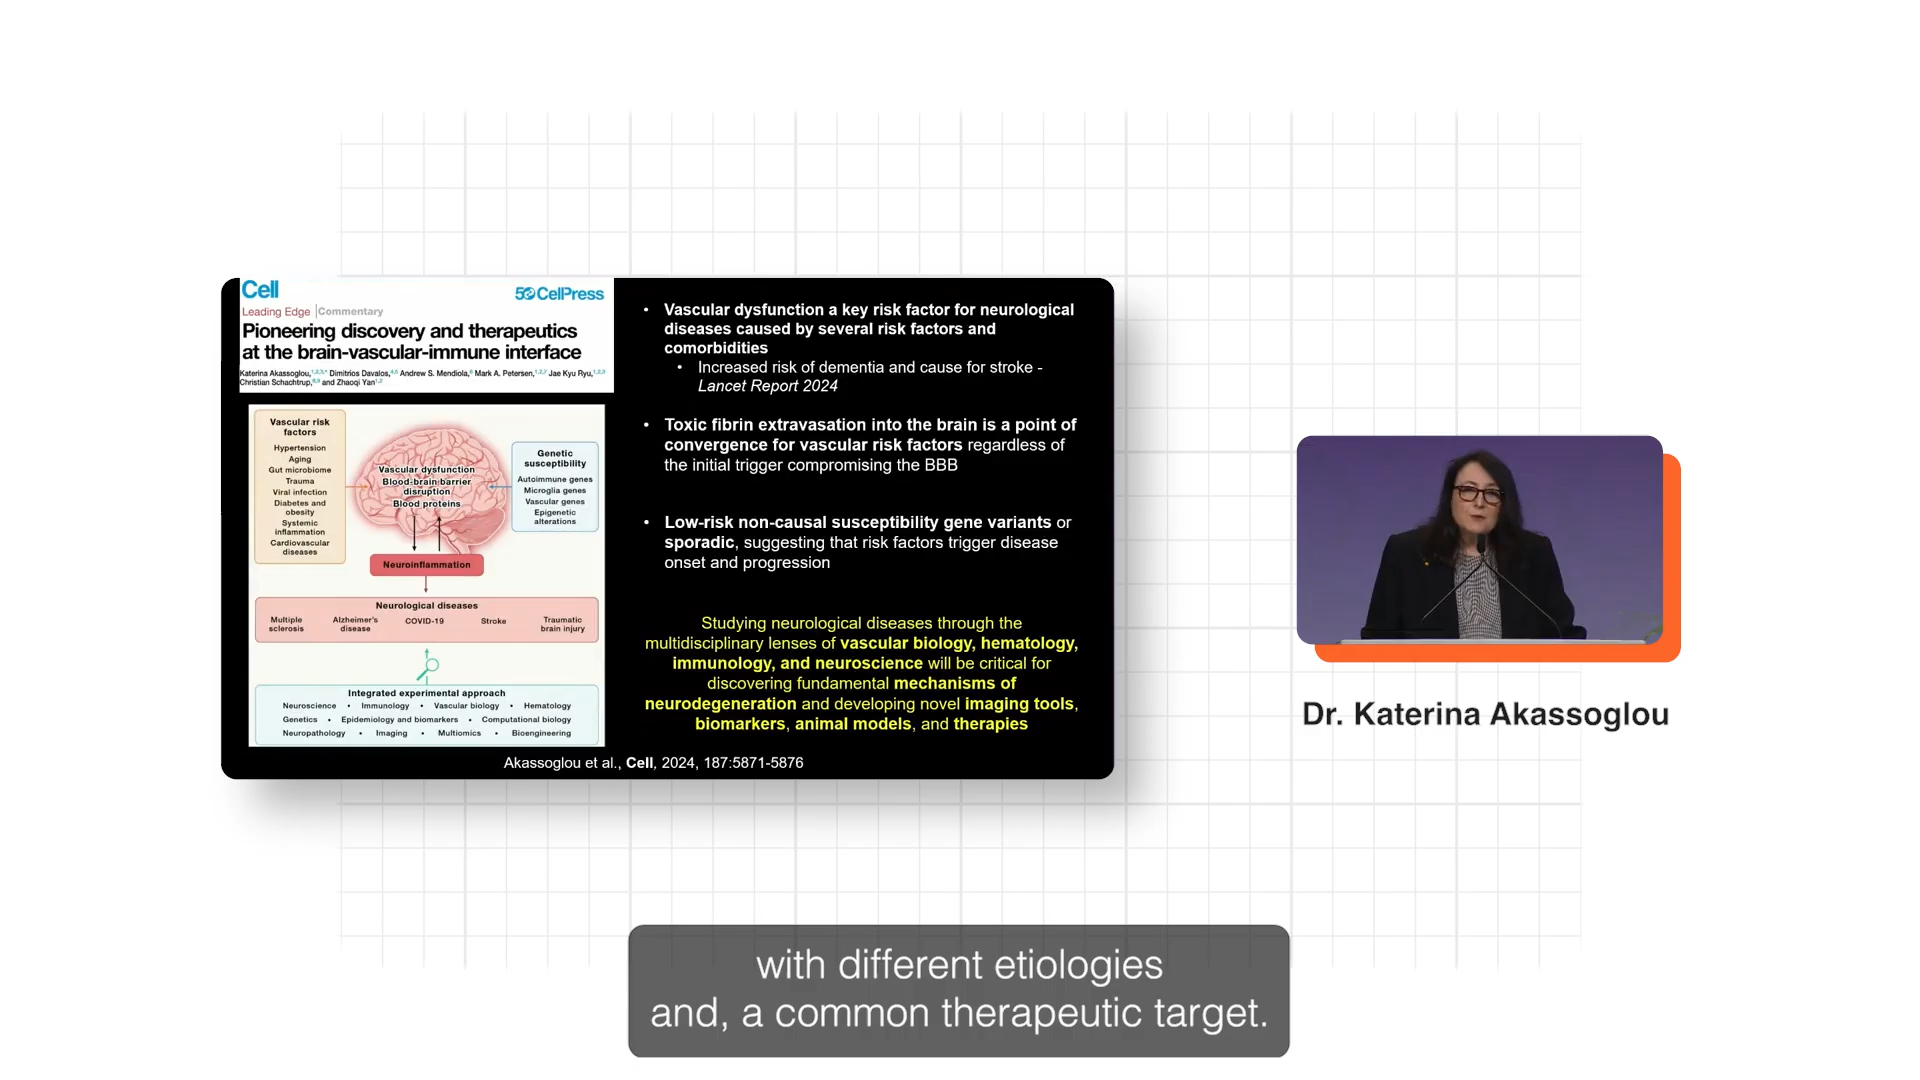 Cell
50 CellPress
Leading Edge | Commentary
Pioneering discovery and therapeutics
at the brain-vascular-immune interface
Katerina Akassoglou,1,2,3,* Dimitrios Davalos,4,5 Andrew S. Mendiola,6 Mark A. Petersen,1,2,7 Jae Kyu Ryu,1,2,3
Christian Schachtrup,8,9 and Zhaoqi Yan1,2
Vascular risk
factors
Hypertension
Aging
Gut microbiome
Trauma
Viral infection
Diabetes and
obesity
Systemic
inflammation
Cardiovascular
diseases
Vascular dysfunction
Blood-brain barrier
disruption
Blood proteins
Genetic
susceptibility
Autoimmune genes
Microglia genes
Vascular genes
Epigenetic
alterations
Neuroinflammation
Neurological diseases
Multiple
sclerosis
Alzheimer's
disease
COVID-19
Stroke
Traumatic
brain injury
Integrated experimental approach
Neuroscience • Immunology • Vascular biology • Hematology
Genetics • Epidemiology and biomarkers • Computational biology
Neuropathology • Imaging • Multiomics • Bioengineering
• Vascular dysfunction a key risk factor for neurological
diseases caused by several risk factors and
comorbidities
• Increased risk of dementia and cause for stroke -
Lancet Report 2024
• Toxic fibrin extravasation into the brain is a point of
convergence for vascular risk factors regardless of
the initial trigger compromising the BBB
• Low-risk non-causal susceptibility gene variants or
sporadic, suggesting that risk factors trigger disease
onset and progression
Studying neurological diseases through the
multidisciplinary lenses of vascular biology, hematology,
immunology, and neuroscience will be critical for
discovering fundamental mechanisms of
neurodegeneration and developing novel imaging tools,
biomarkers, animal models, and therapies
Akassoglou et al., Cell, 2024, 187:5871-5876
Dr. Katerina Akassoglou
with different etiologies
and, a common therapeutic target.